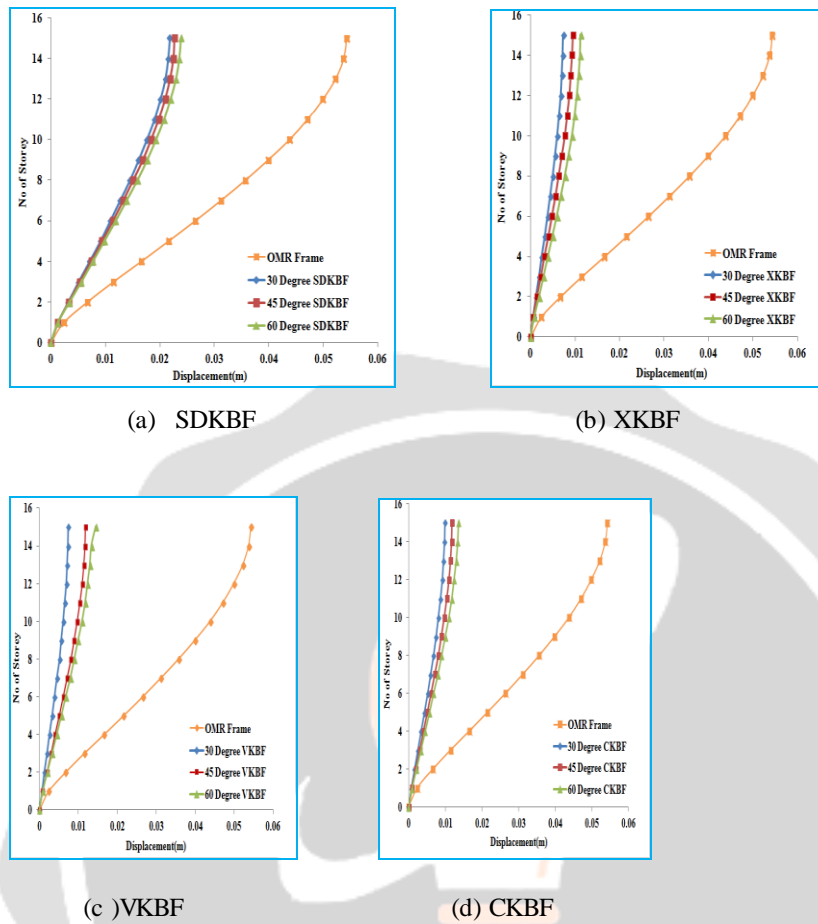 16
14
12
10
8
6
4
2
0
No of Storey
OMR Frame
30 Degree SDKBF
45 Degree SDKBF
60 Degree SDKBF
0 0.01 0.02 0.03 0.04 0.05 0.06
Displacement(m)
(a) SDKBF
16
14
12
10
8
6
4
2
0
No of Storey
OMR Frame
30 Degree XKBF
45 Degree XKBF
60 Degree XKBF
0 0.01 0.02 0.03 0.04 0.05 0.06
Displacement(m)
(b) XKBF
16
14
12
10
8
6
4
2
0
No of Storey
OMR Frame
30 Degree VKBF
45 Degree VKBF
60 Degree VKBF
0 0.01 0.02 0.03 0.04 0.05 0.06
Displacement(m)
(c )VKBF
16
14
12
10
8
6
4
2
0
No of Storey
OMR Frame
30 Degree CKBF
45 Degree CKBF
60 Degree CKBF
0 0.01 0.02 0.03 0.04 0.05 0.06
Displacement(m)
(d) CKBF